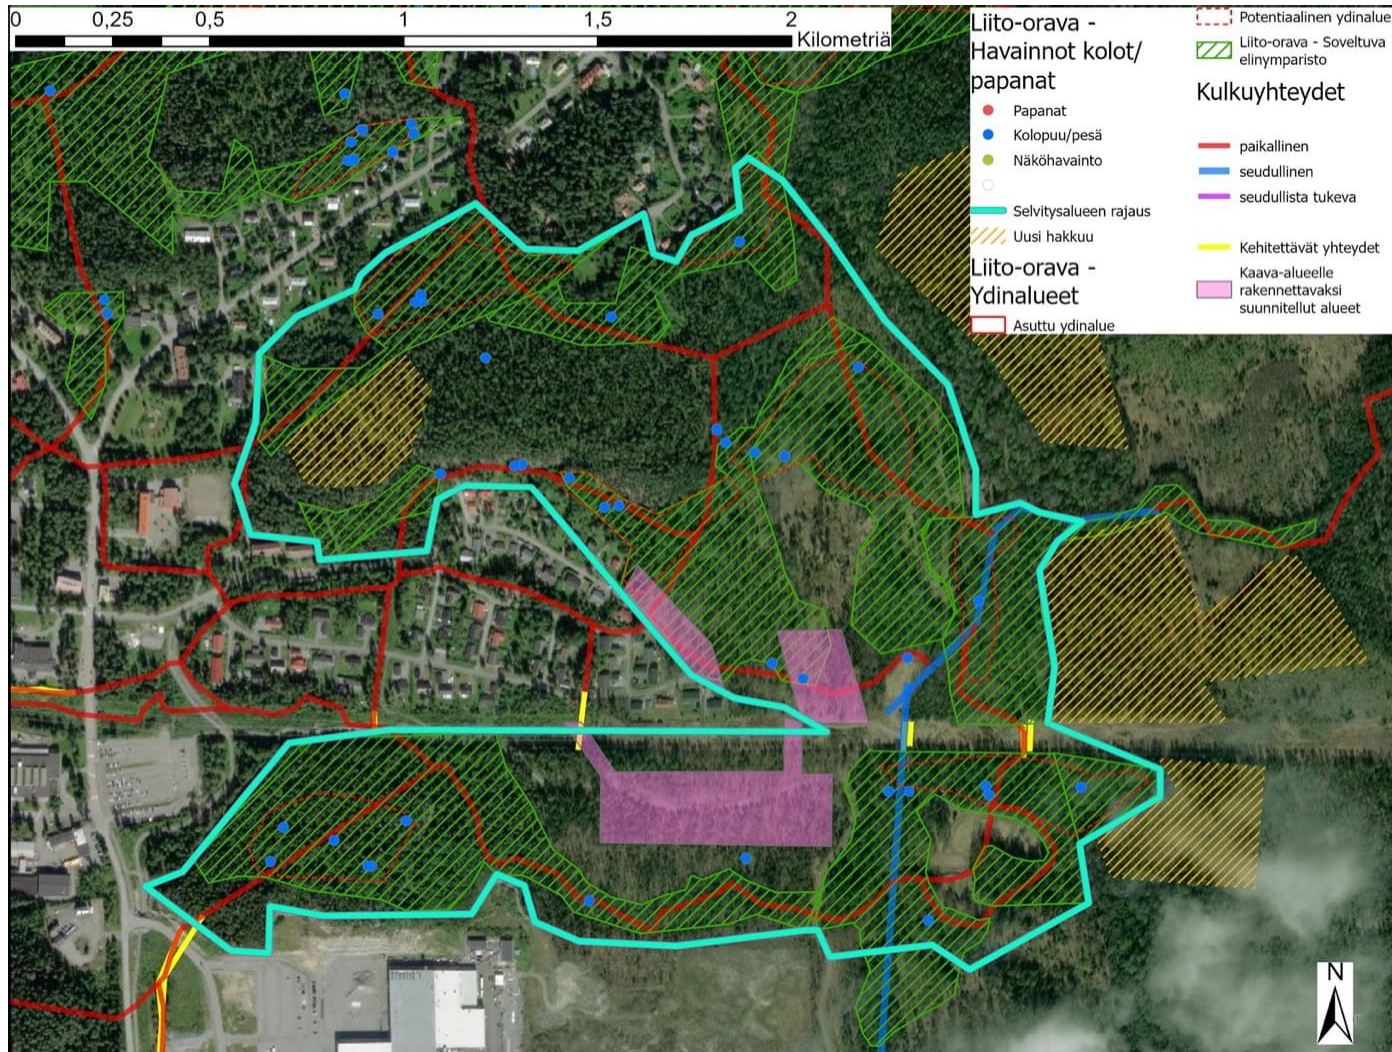 0 0,25 0,5 1 1,5 2
Kilometriä
Liito-orava -
Havainnot kolot/
papanat
Papanat
Kolopuu/pesä
Näköhavainto
Selvitysalueen rajaus
Uusi hakkuu
Liito-orava -
Ydinalueet
Asuttu ydinalue
Potentiaalinen ydinalue
Liito-orava - Soveltuva
elinymparisto
Kulkuyhteydet
paikallinen
seudullinen
seudullista tukeva
Kehitettävät yhteydet
Kaava-alueelle
rakennettavaksi
suunnitellut alueet
N